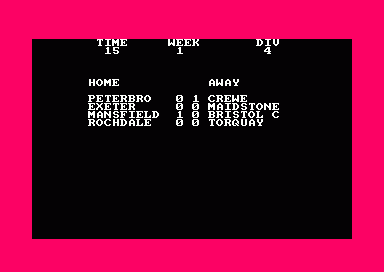 TIME WEEK DIV
15 1 4
HOME AWAY
PETERBRO 0 1 CREWE
EXETER 0 0 MAIDSTONE
MANSFIELD 1 0 BRISTOL C
ROCHDALE 0 0 TORQUAY